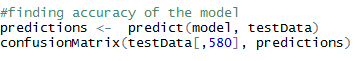 #finding accuracy of the model
predictions <-  predict(model, testData)
confusionMatrix(testData[,580], predictions)